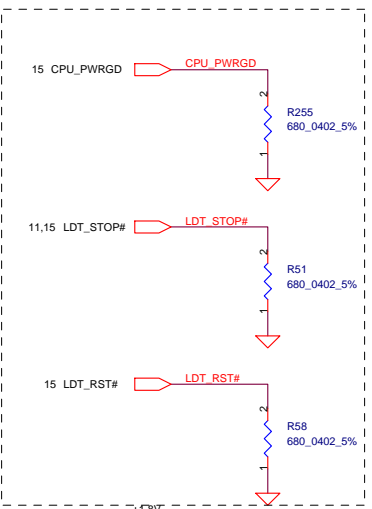 15 CPU_PWRGD
CPU_PWRGD
2
R255
680_0402_5%
1
11,15 LDT_STOP#
LDT_STOP#
2
R51
680_0402_5%
1
15 LDT_RST#
LDT_RST#
2
R58
680_0402_5%
1